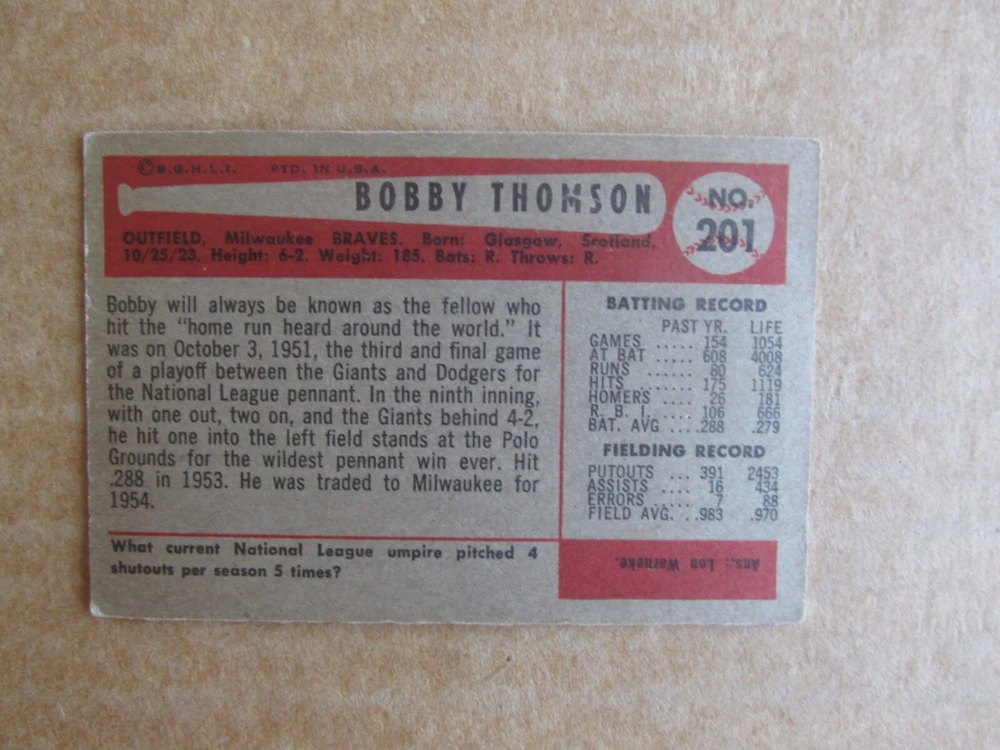 ©B.G.H.L.I. PTD. IN U.S.A.
BOBBY THOMSON
NO.
201
OUTFIELD, Milwaukee BRAVES. Born: Glasgow, Scotland,
10/25/23. Height: 6-2. Weight: 185. Bats: R. Throws: R.
Bobby will always be known as the fellow who
hit the "home run heard around the world." It
was on October 3, 1951, the third and final game
of a playoff between the Giants and Dodgers for
the National League pennant. In the ninth inning,
with one out, two on, and the Giants behind 4-2,
he hit one into the left field stands at the Polo
Grounds for the wildest pennant win ever. Hit
.288 in 1953. He was traded to Milwaukee for
1954.
What current National League umpire pitched 4
shutouts per season 5 times?
BATTING RECORD
PAST YR. LIFE
GAMES ..... 154 1054
AT BAT ..... 608 4008
RUNS ...... 80 624
HITS ....... 175 1119
HOMERS .... 26 181
R. B. I. .... 106 666
BAT. AVG ....288 .279
FIELDING RECORD
PUTOUTS ... 391 2453
ASSISTS .... 16 434
ERRORS .... 7 88
FIELD AVG. ..983 .970
Ans.: Lon Warneke.